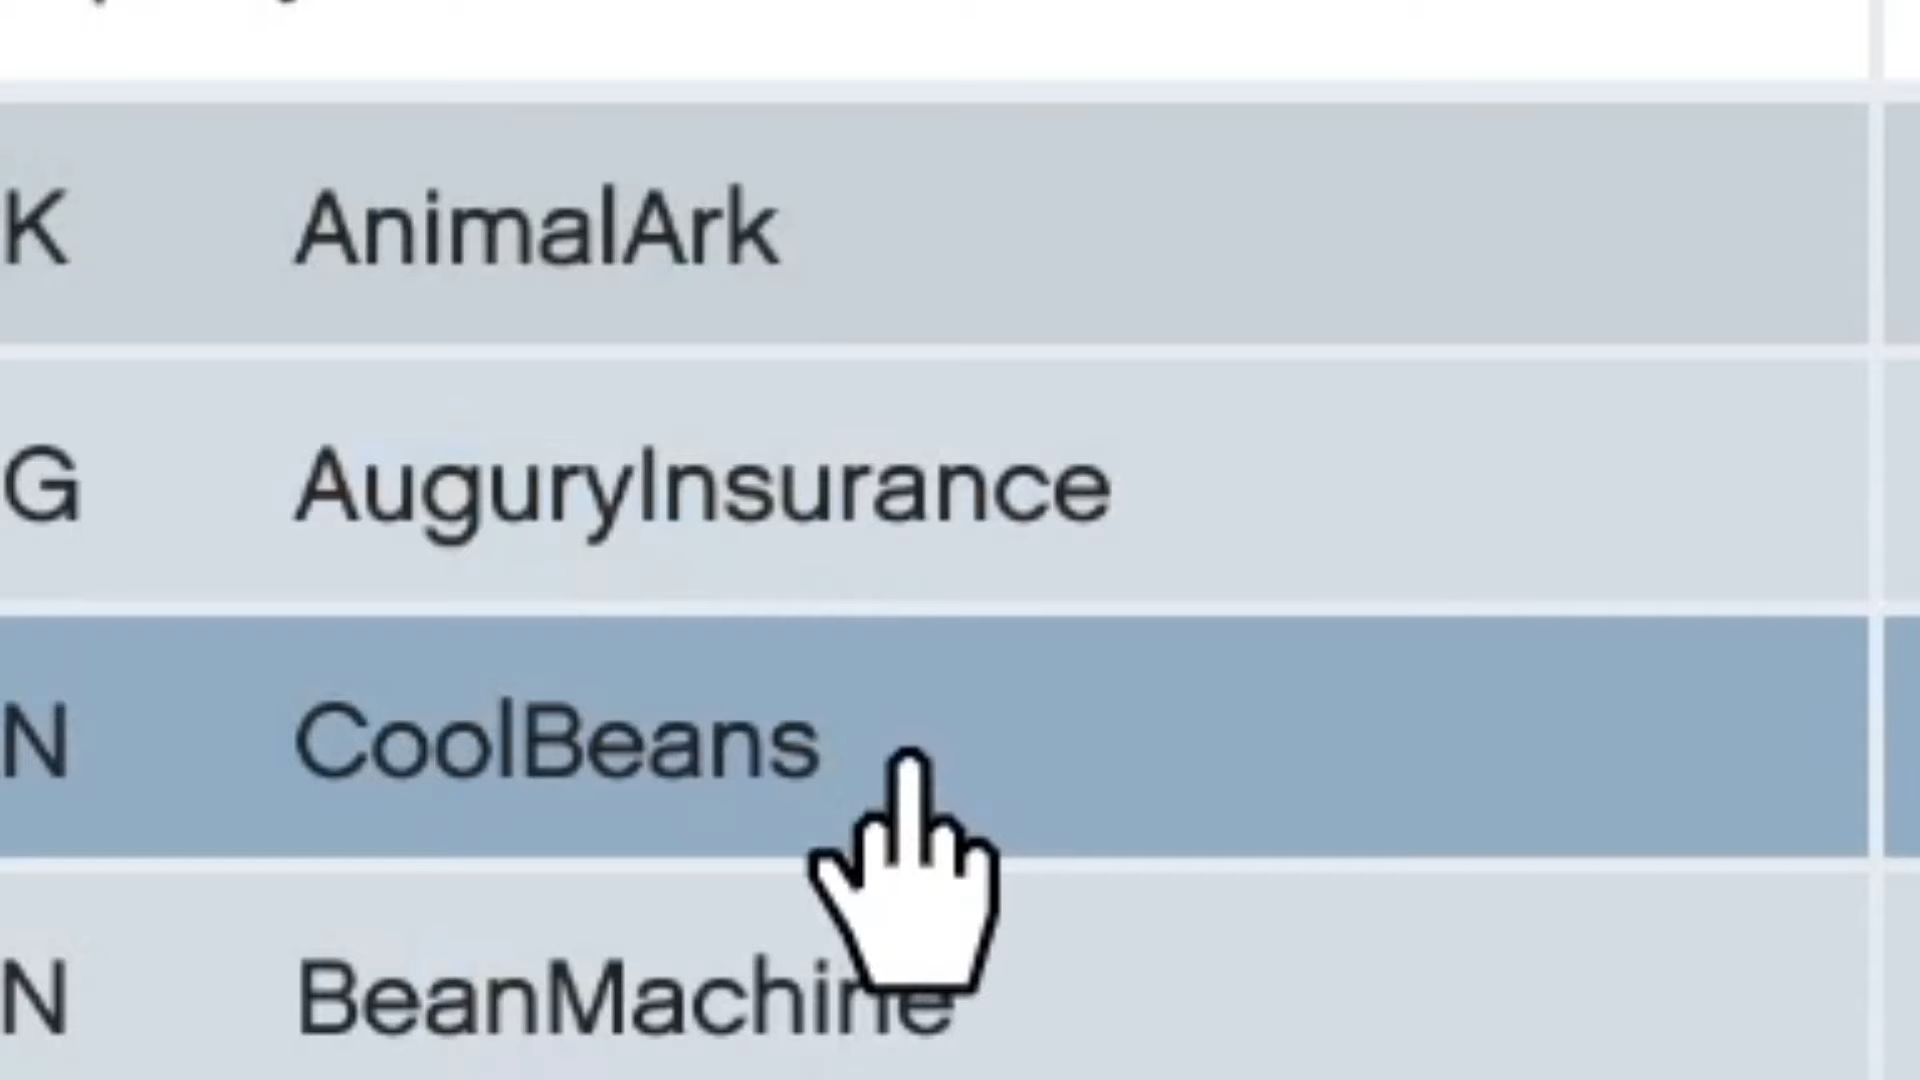 K AnimalArk
G AuguryInsurance
N CoolBeans
N BeanMachine